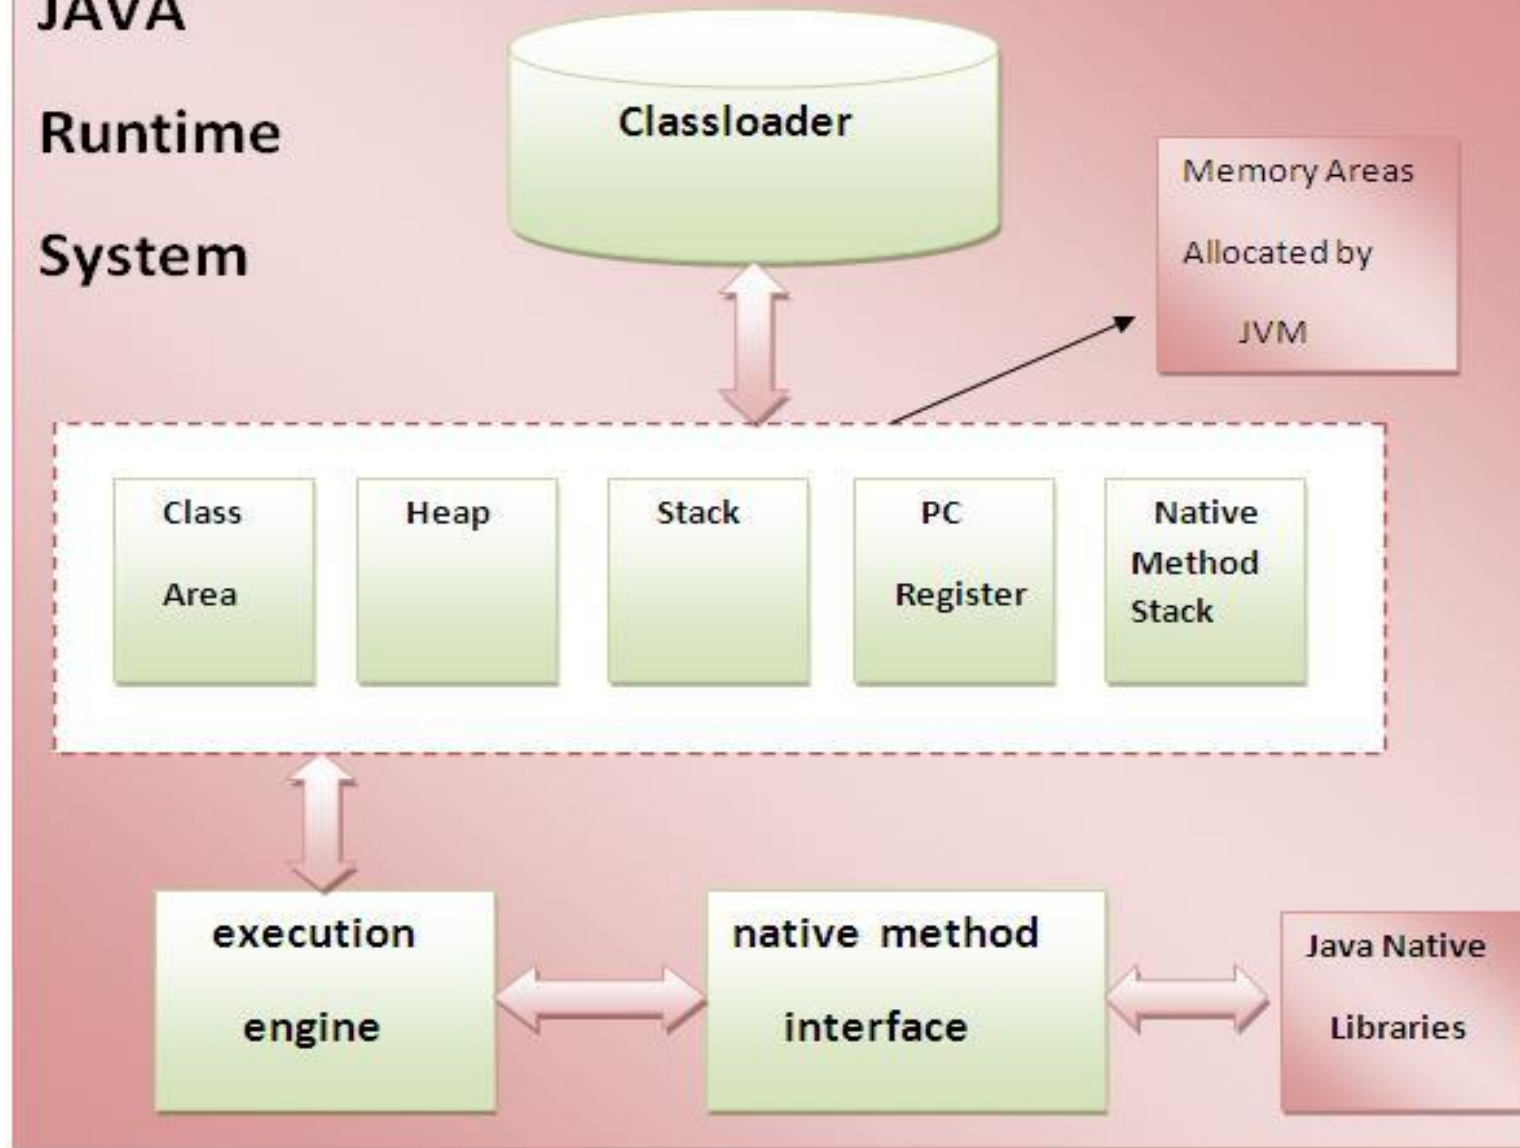 JAVA
Runtime
System
Classloader
Memory Areas
Allocated by
JVM
Class
Area
Heap
Stack
PC
Register
Native
Method
Stack
execution
engine
native method
interface
Java Native
Libraries